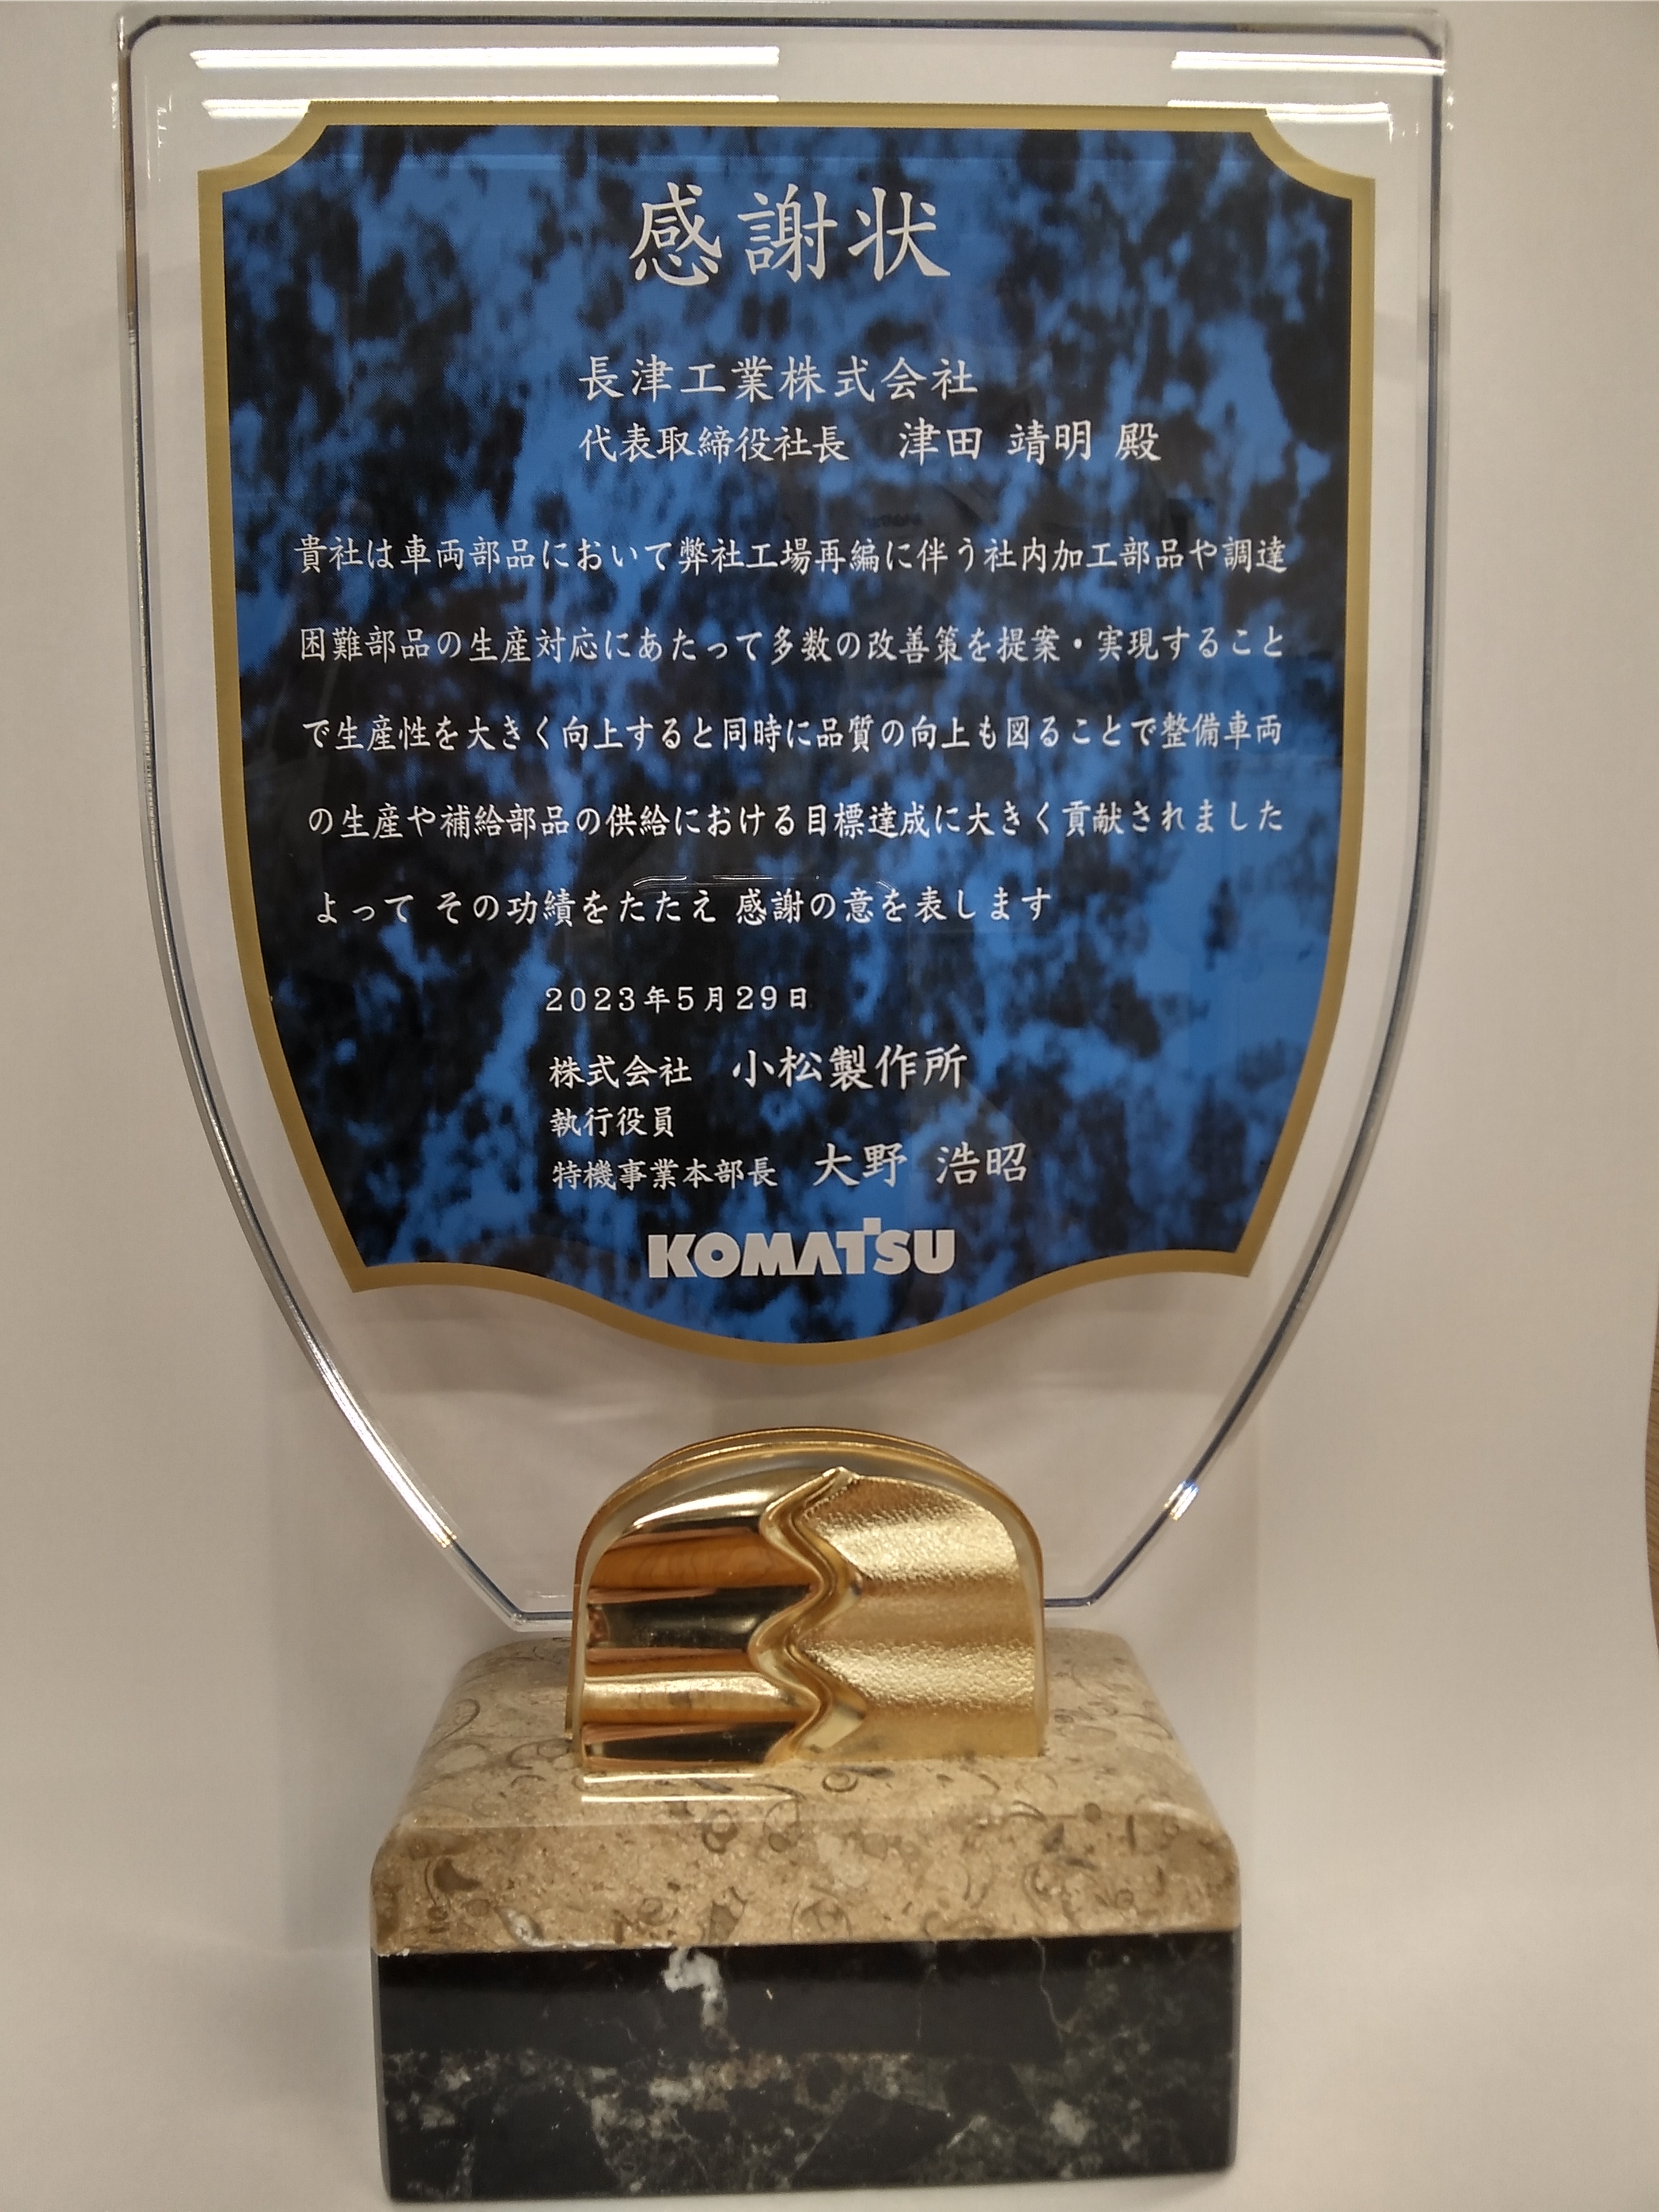 感謝状
長津工業株式会社
代表取締役社長　津田 靖明 殿
貴社は車両部品において弊社工場再編に伴う社内加工部品や調達
困難部品の生産対応にあたって多数の改善策を提案・実現すること
で生産性を大きく向上すると同時に品質の向上も図ることで整備車両
の生産や補給部品の供給における目標達成に大きく貢献されました
よって その功績をたたえ 感謝の意を表します
2023年5月29日
株式会社　小松製作所
執行役員
特機事業本部長　大野 浩昭
KOMATSU